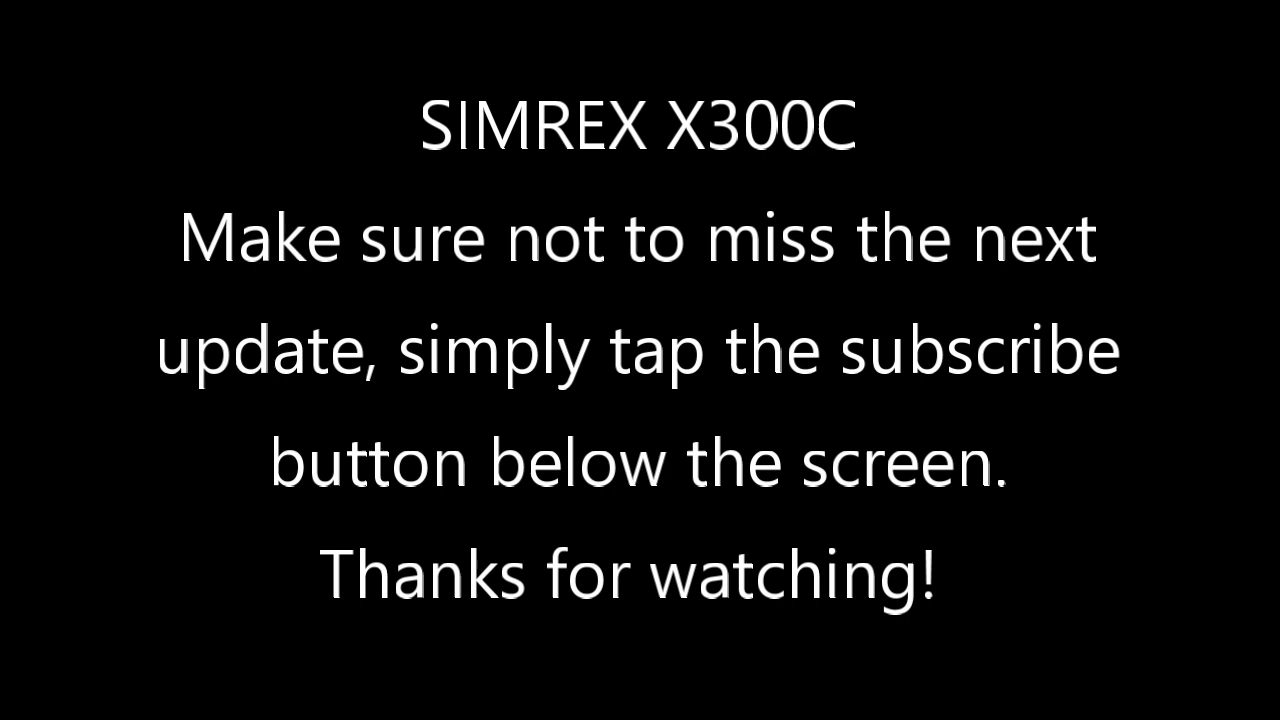 SIMREX X300C
Make sure not to miss the next
update, simply tap the subscribe
button below the screen.
Thanks for watching!